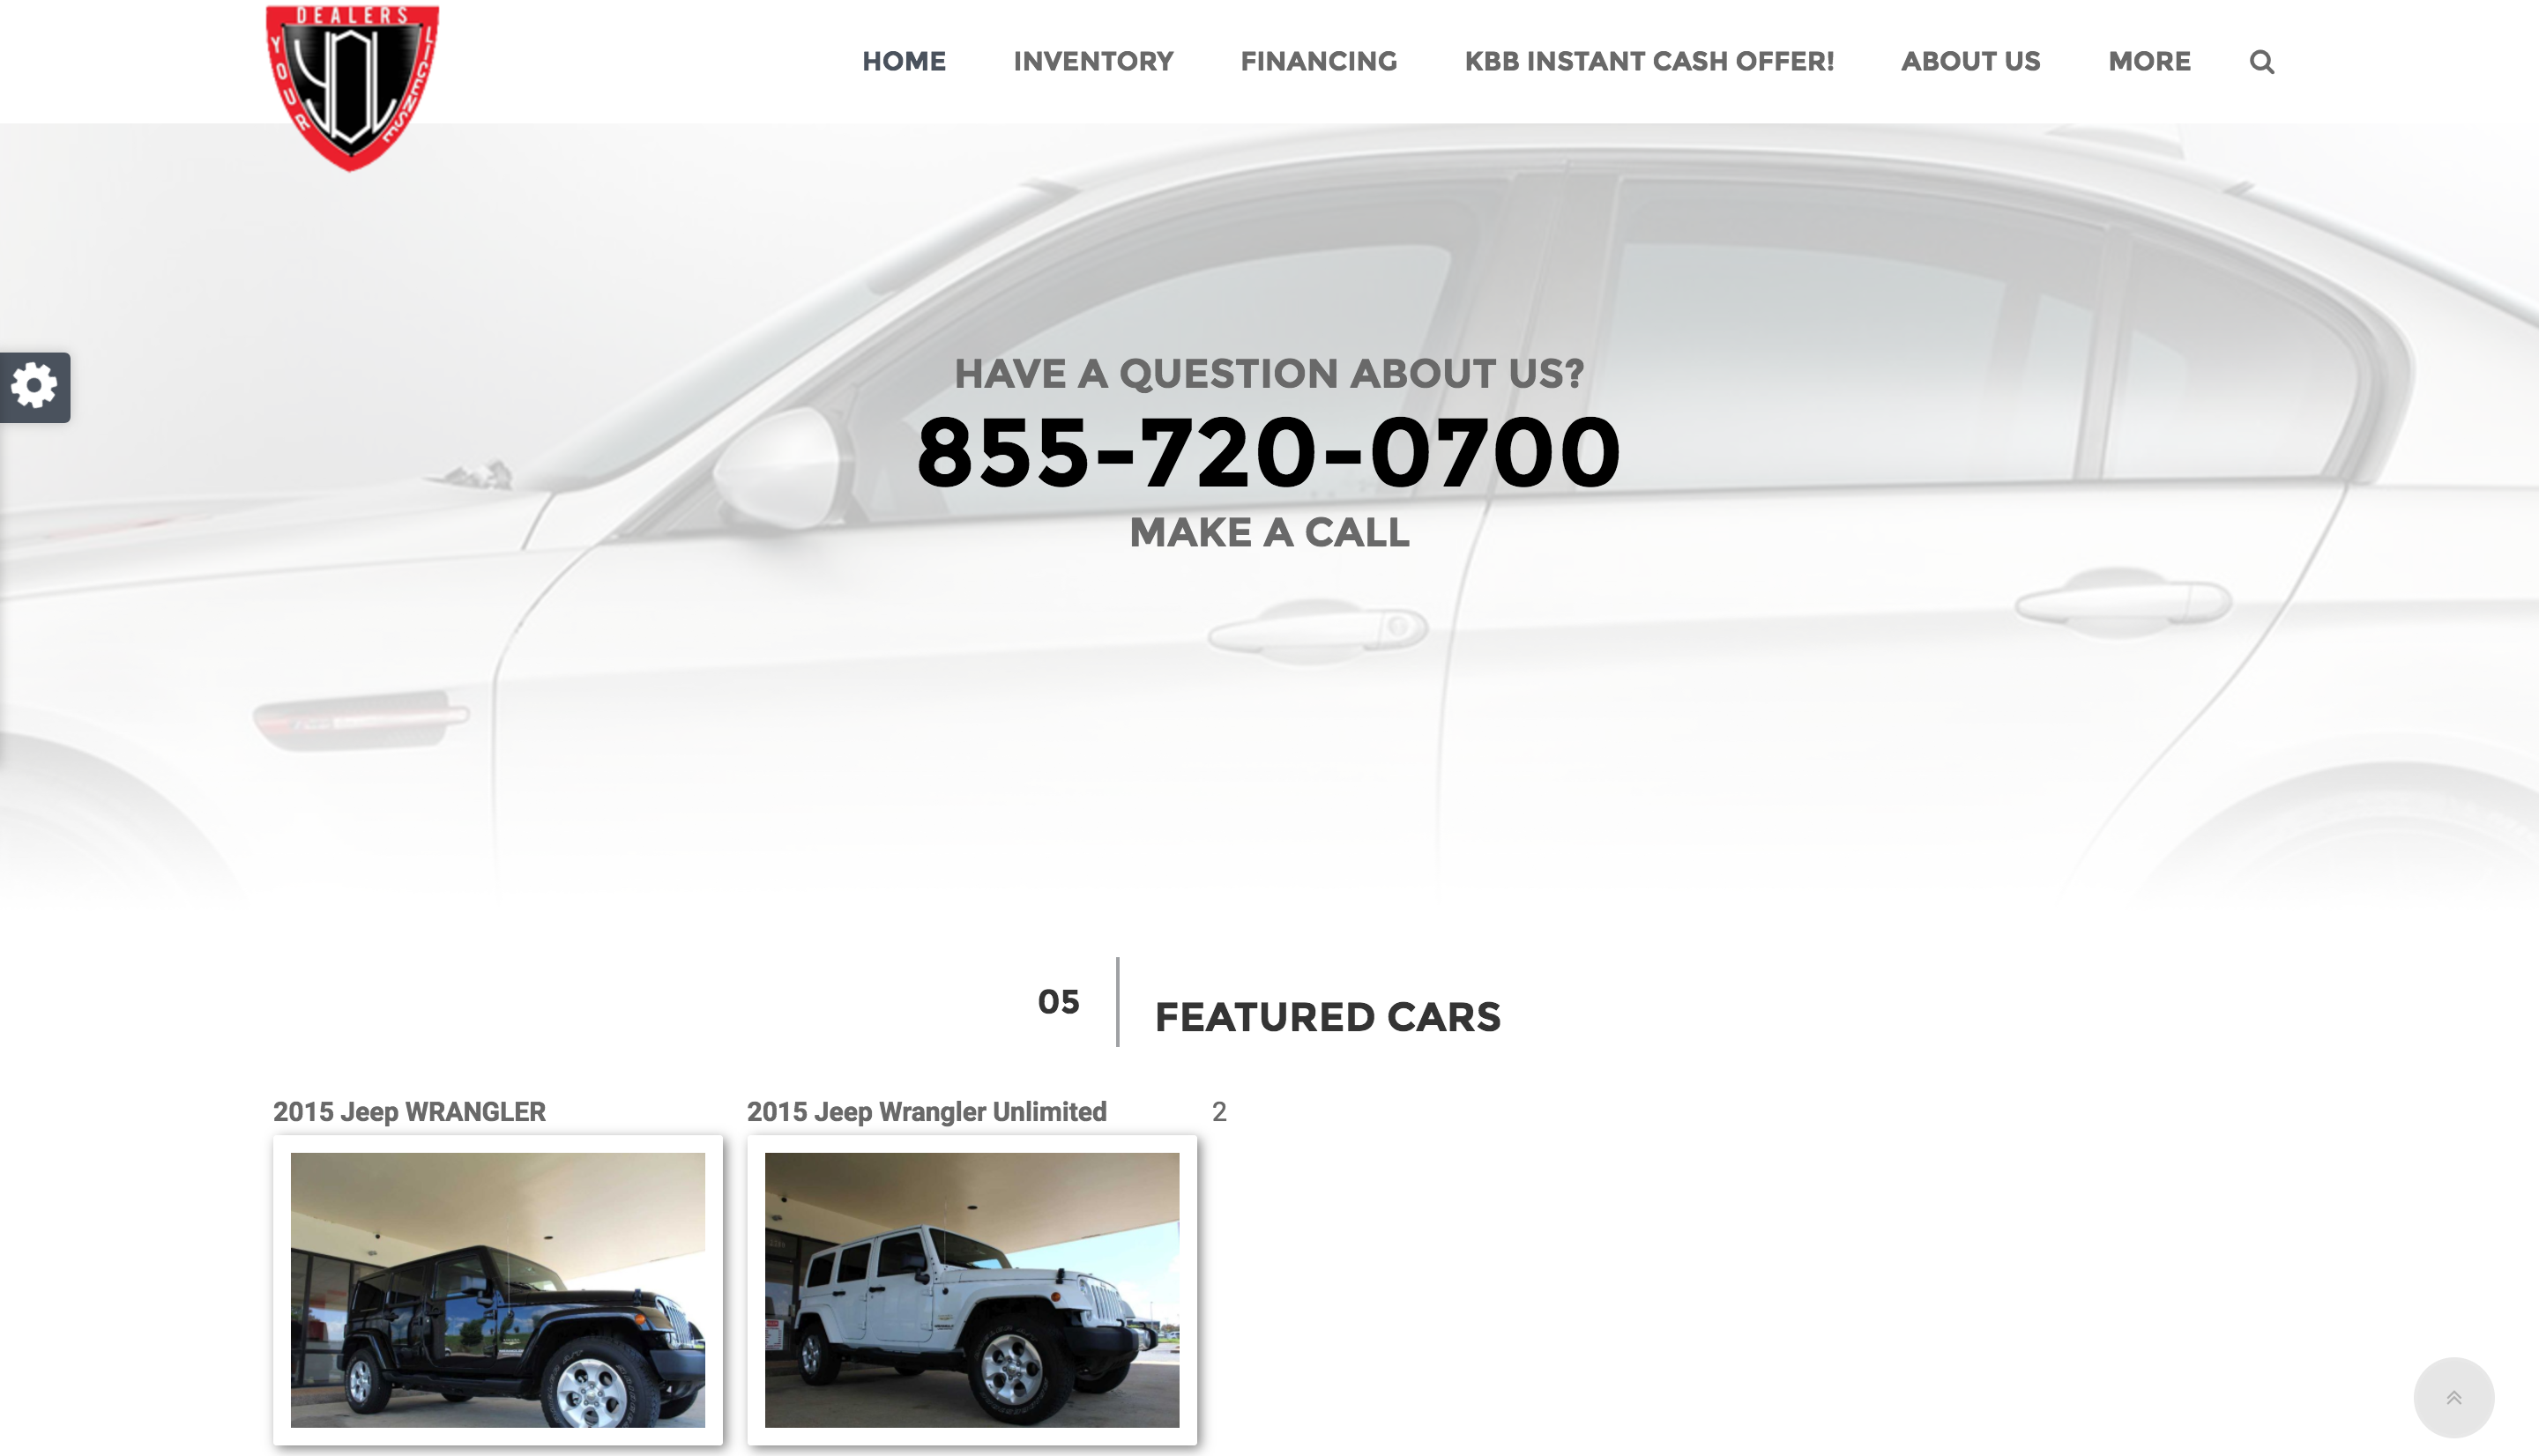 DEALERS
YOUR
LICENSE
YDL
HOME INVENTORY FINANCING KBB INSTANT CASH OFFER! ABOUT US MORE
HAVE A QUESTION ABOUT US?
855-720-0700
MAKE A CALL
05 FEATURED CARS
2015 Jeep WRANGLER 2015 Jeep Wrangler Unlimited 2